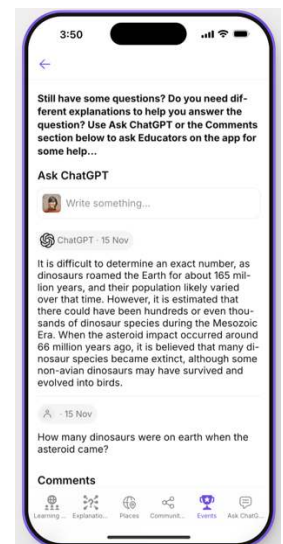 3:50
Still have some questions? Do you need dif-
ferent explanations to help you answer the
question? Use Ask ChatGPT or the Comments
section below to ask Educators on the app for
some help...
Ask ChatGPT
Write something...
ChatGPT · 15 Nov
It is difficult to determine an exact number, as
dinosaurs roamed the Earth for about 165 mil-
lion years, and their population likely varied
over that time. However, it is estimated that
there could have been hundreds or even thou-
sands of dinosaur species during the Mesozoic
Era. When the asteroid impact occurred around
66 million years ago, it is believed that many di-
nosaur species became extinct, although some
non-avian dinosaurs may have survived and
evolved into birds.
· 15 Nov
How many dinosaurs were on earth when the
asteroid came?
Comments
Learning... Explanatio... Places Communit... Events Ask ChatG...